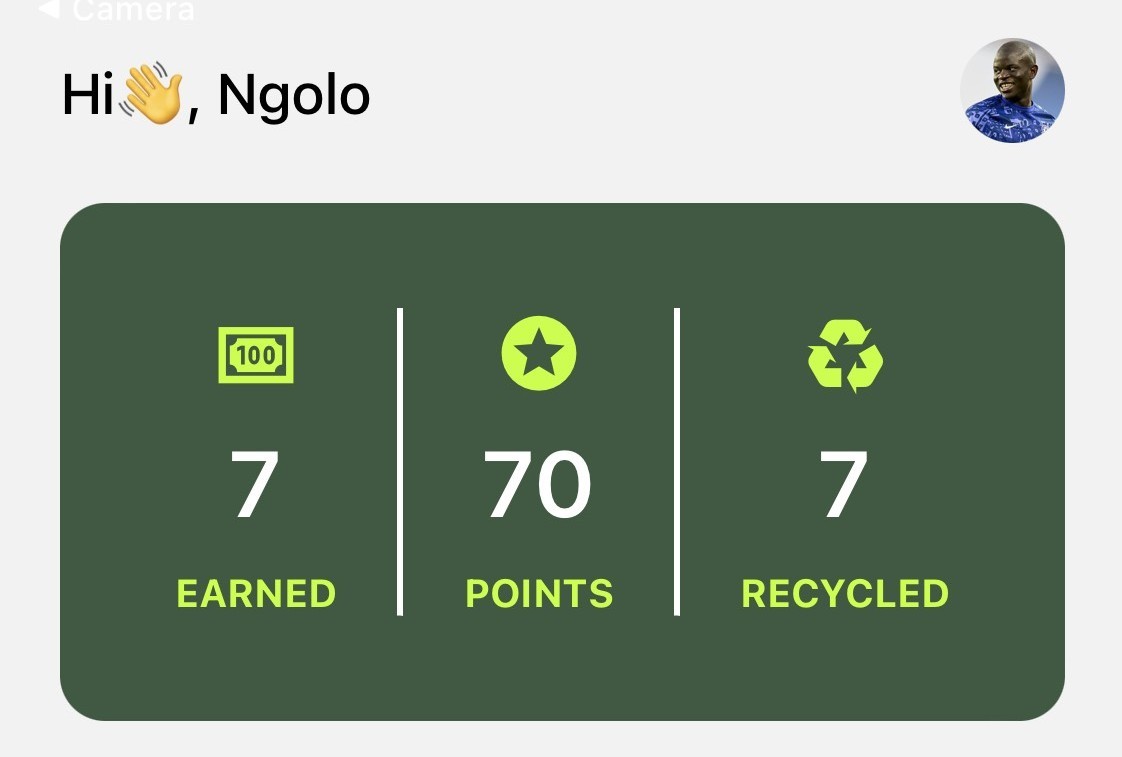 ◀ Camera
Hi👋, Ngolo
100
7
70
7
EARNED
POINTS
RECYCLED